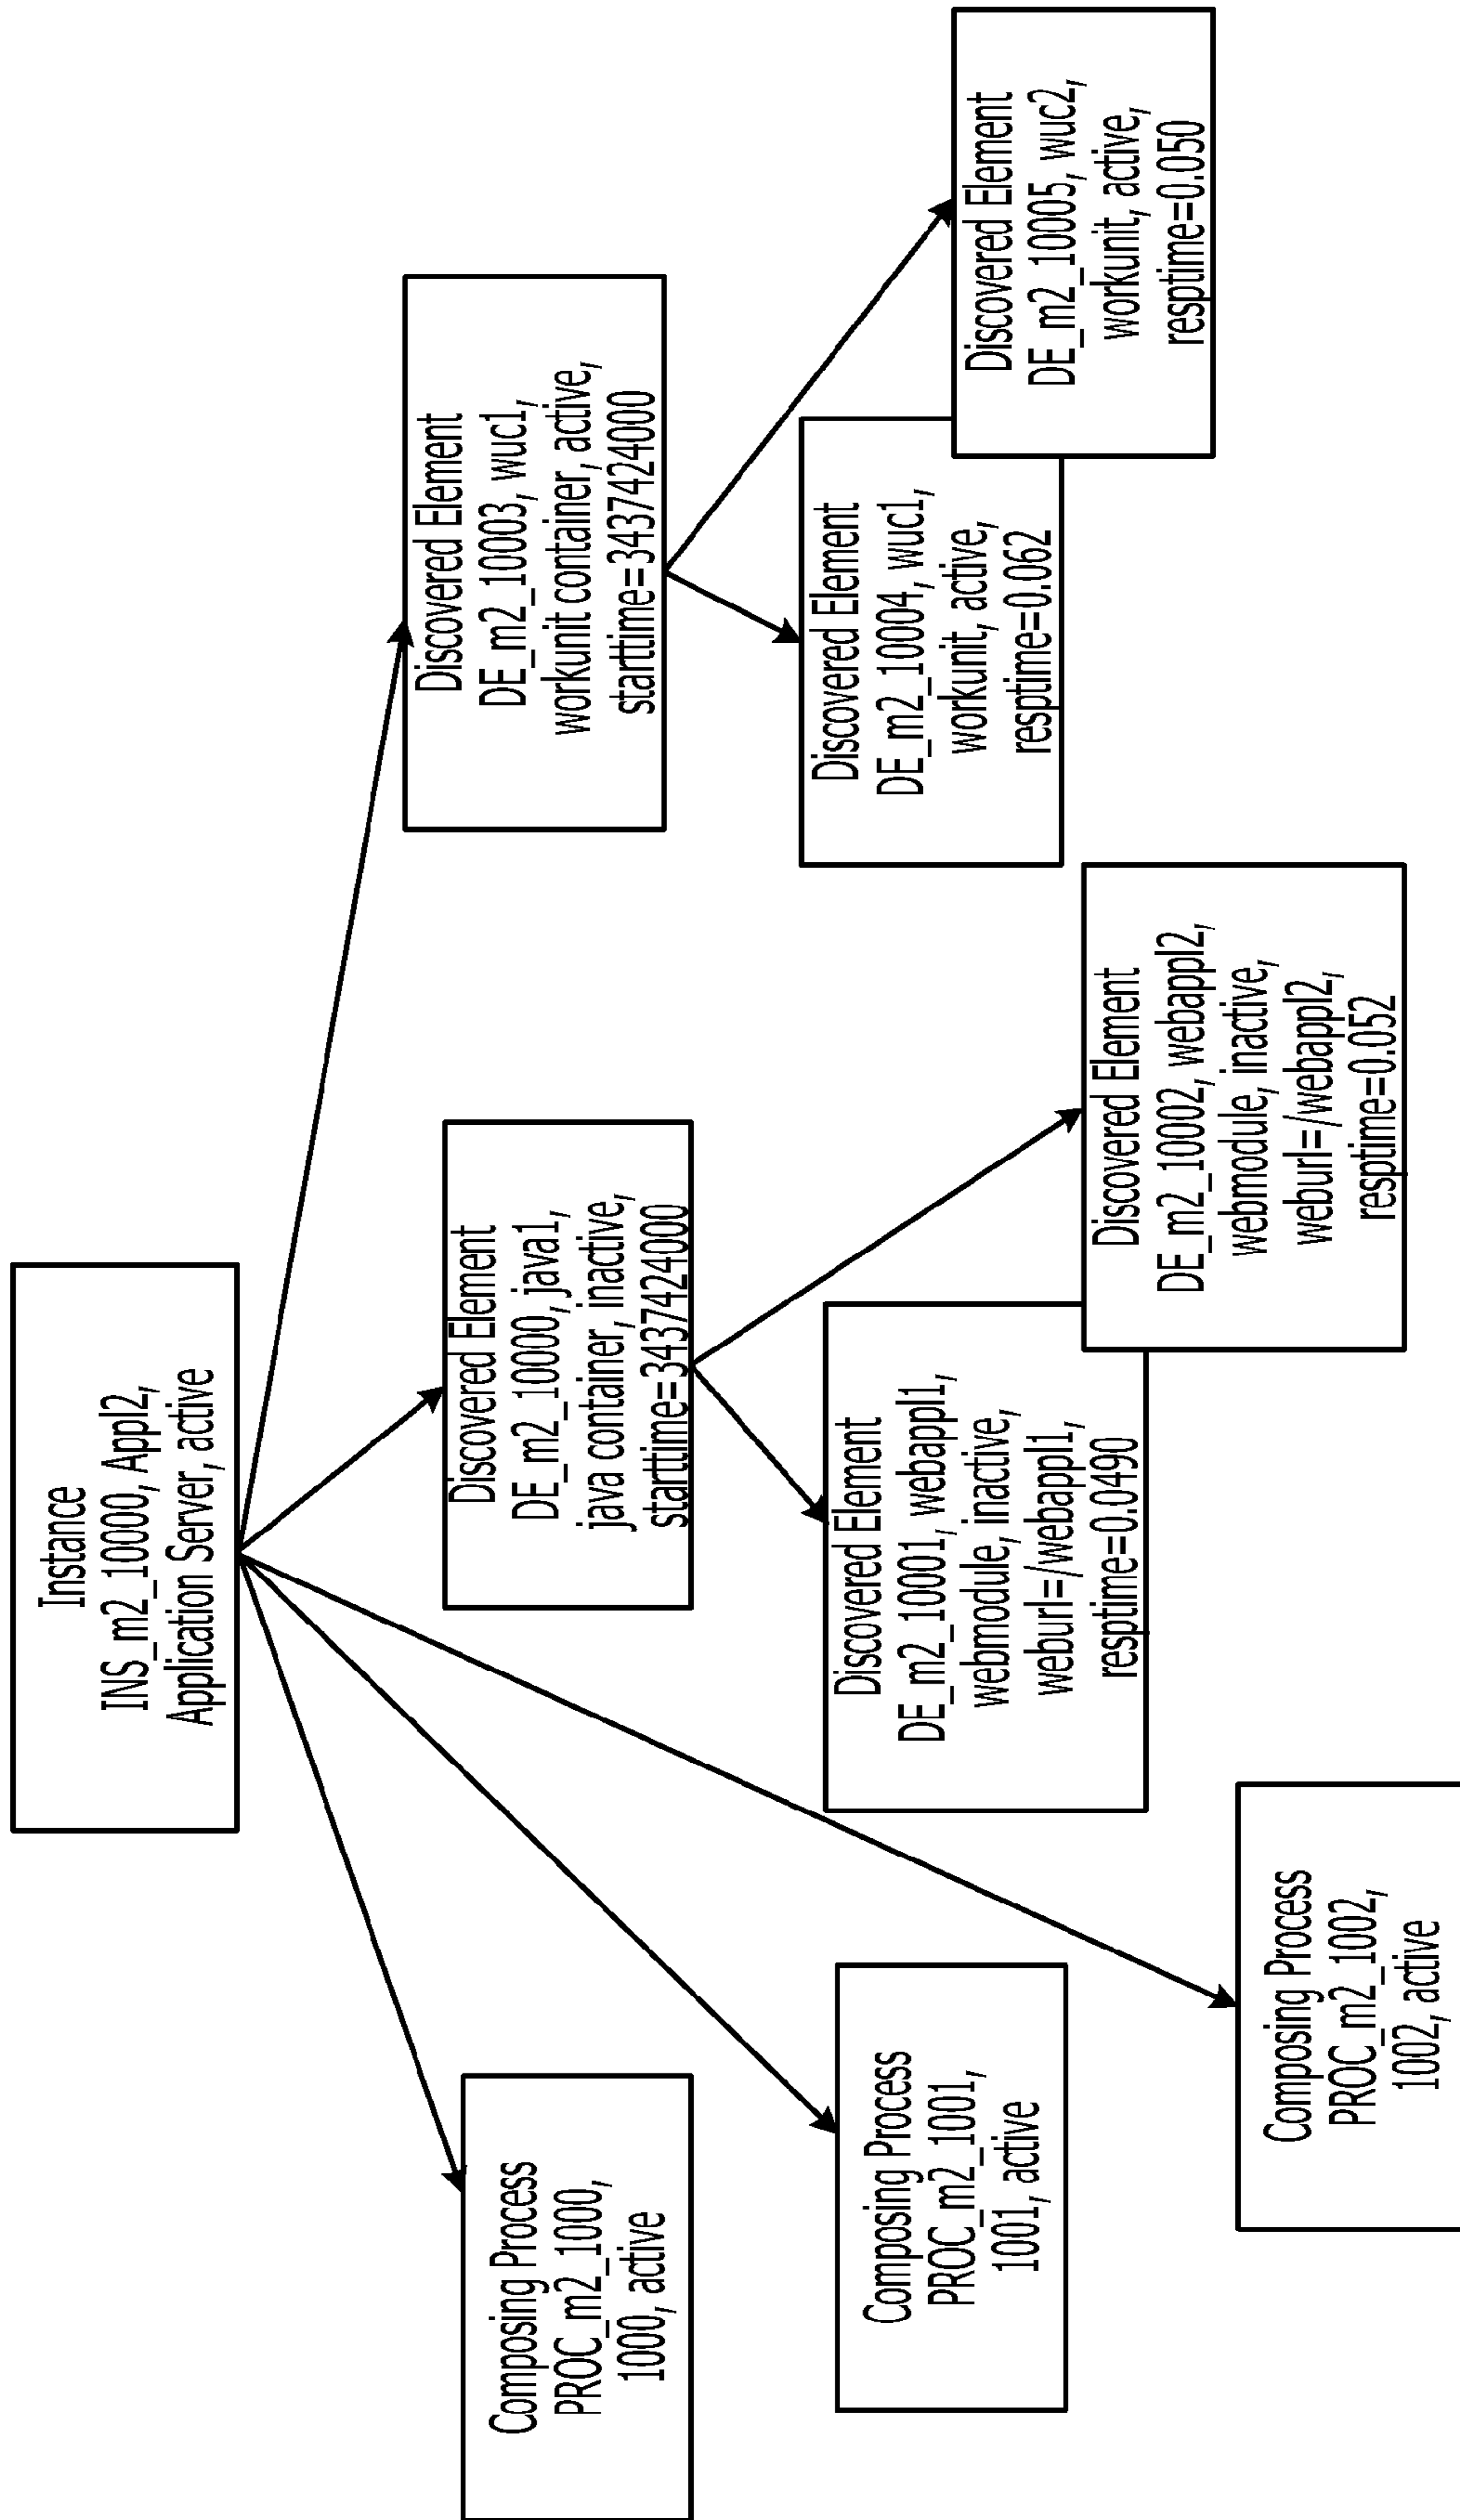 Instance
INS_m2_10000, Appl2,
Application Server, active
Composing Process
PROC_m2_1000,
1000, active
Composing Process
PROC_m2_1001,
1001, active
Composing Process
PROC_m2_1002,
1002, active
Discovered Element
DE_m2_10000, java1,
java container, inactive
starttime=3437424000
Discovered Element
DE_m2_10001, webappl1,
webmodule, inactive,
weburl=/webappl1,
resptime=0.0490
Discovered Element
DE_m2_10002, webappl2,
webmodule, inactive,
weburl=/webappl2,
resptime=0.052
Discovered Element
DE_m2_10003, wuc1,
workunit container, active,
starttime=3437424000
Discovered Element
DE_m2_10004, wuc1,
workunit, active,
resptime=0.062
Discovered Element
DE_m2_10005, wuc2,
workunit, active,
resptime=0.050